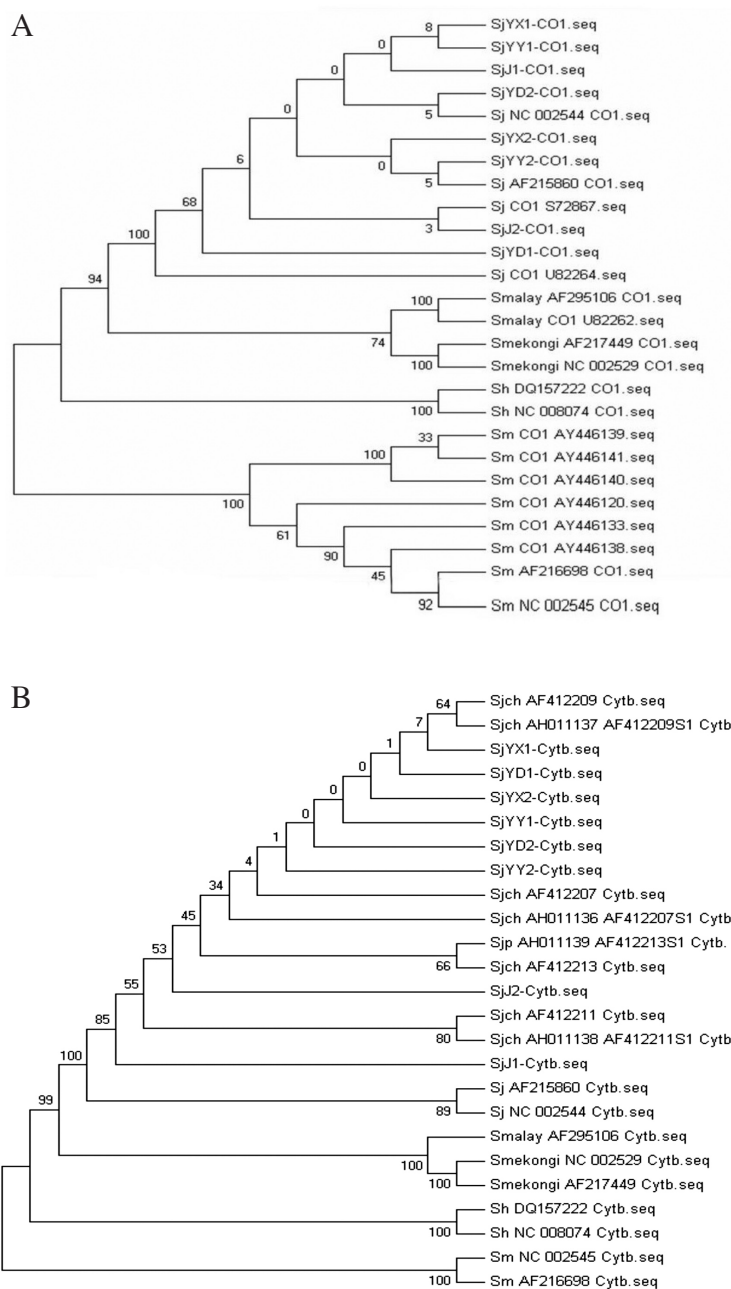 A
8
SjYX1-CO1.seq
SjYY1-CO1.seq
0
SjJ1-CO1.seq
0
SjYD2-CO1.seq
5
Sj NC 002544 CO1.seq
0
SjYX2-CO1.seq
0
SjYY2-CO1.seq
5
Sj AF215860 CO1.seq
6
Sj CO1 S72867.seq
3
SjJ2-CO1.seq
68
SjYD1-CO1.seq
100
Sj CO1 U82264.seq
94
100
Smalay AF295106 CO1.seq
Smalay CO1 U82262.seq
74
Smekongi AF217449 CO1.seq
100
Smekongi NC 002529 CO1.seq
Sh DQ157222 CO1.seq
100
Sh NC 008074 CO1.seq
33
Sm CO1 AY446139.seq
100
Sm CO1 AY446141.seq
Sm CO1 AY446140.seq
100
Sm CO1 AY446120.seq
61
Sm CO1 AY446133.seq
90
Sm CO1 AY446138.seq
45
Sm AF216698 CO1.seq
92
Sm NC 002545 CO1.seq
B
64
Sjch AF412209 Cytb.seq
7
Sjch AH011137 AF412209S1 Cytb
1
SjYX1-Cytb.seq
0
SjYD1-Cytb.seq
0
SjYX2-Cytb.seq
0
SjYY1-Cytb.seq
1
SjYD2-Cytb.seq
4
SjYY2-Cytb.seq
34
Sjch AF412207 Cytb.seq
45
Sjch AH011136 AF412207S1 Cytb
53
Sjp AH011139 AF412213S1 Cytb.
66
Sjch AF412213 Cytb.seq
55
SjJ2-Cytb.seq
85
Sjch AF412211 Cytb.seq
80
Sjch AH011138 AF412211S1 Cytb
100
SjJ1-Cytb.seq
99
Sj AF215860 Cytb.seq
89
Sj NC 002544 Cytb.seq
Smalay AF295106 Cytb.seq
100
Smekongi NC 002529 Cytb.seq
100
Smekongi AF217449 Cytb.seq
Sh DQ157222 Cytb.seq
100
Sh NC 008074 Cytb.seq
Sm NC 002545 Cytb.seq
100
Sm AF216698 Cytb.seq